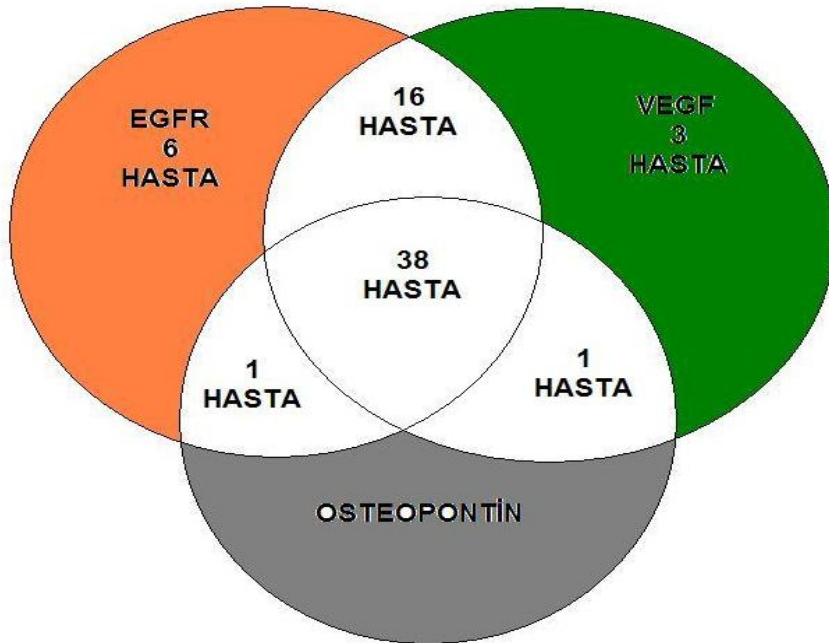 EGFR
6
HASTA
16
HASTA
VEGF
3
HASTA
38
HASTA
1
HASTA
1
HASTA
OSTEOPONTİN